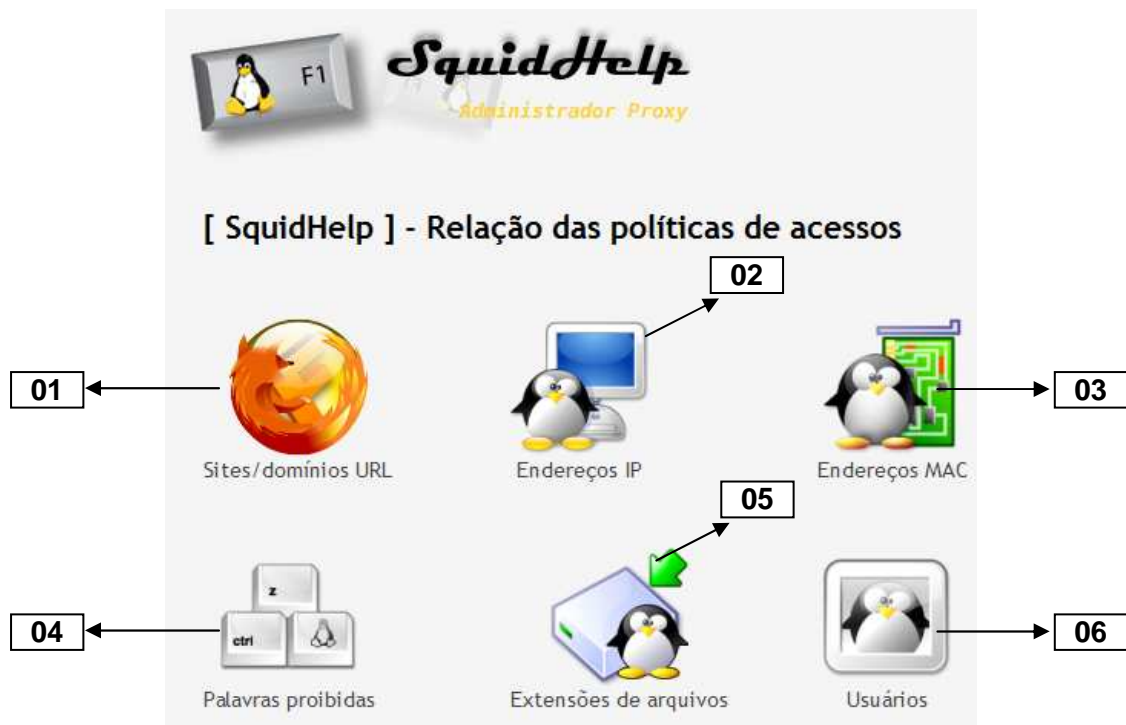 F1
SquidHelp
Administrador Proxy
[ SquidHelp ] - Relação das políticas de acessos
02
01
03
Sites/domínios URL
Endereços IP
Endereços MAC
05
z
ctrl
04
06
Palavras proibidas
Extensões de arquivos
Usuários